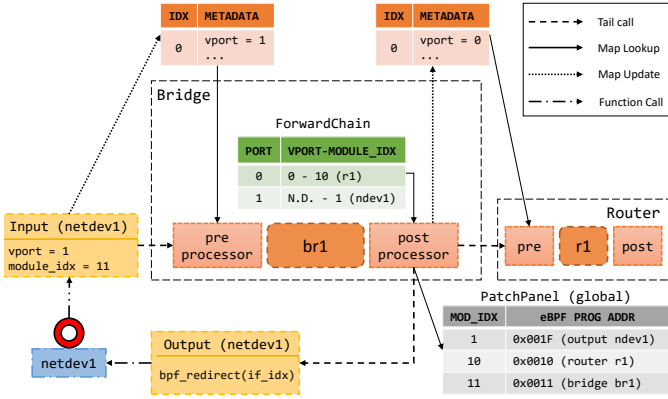 IDX METADATA
0 vport = 1
...
IDX METADATA
0 vport = 0
...
Tail call
Map Lookup
Map Update
Function Call
Bridge
ForwardChain
PORT VPORT-MODULE_IDX
0 0 - 10 (r1)
1 N.D. - 1 (ndev1)
Input (netdev1)
vport = 1
module_idx = 11
pre
processor
br1
post
processor
Router
pre
r1
post
PatchPanel (global)
MOD_IDX eBPF PROG ADDR
1 0x001F (output ndev1)
10 0x0010 (router r1)
11 0x0011 (bridge br1)
netdev1
Output (netdev1)
bpf_redirect(if_idx)